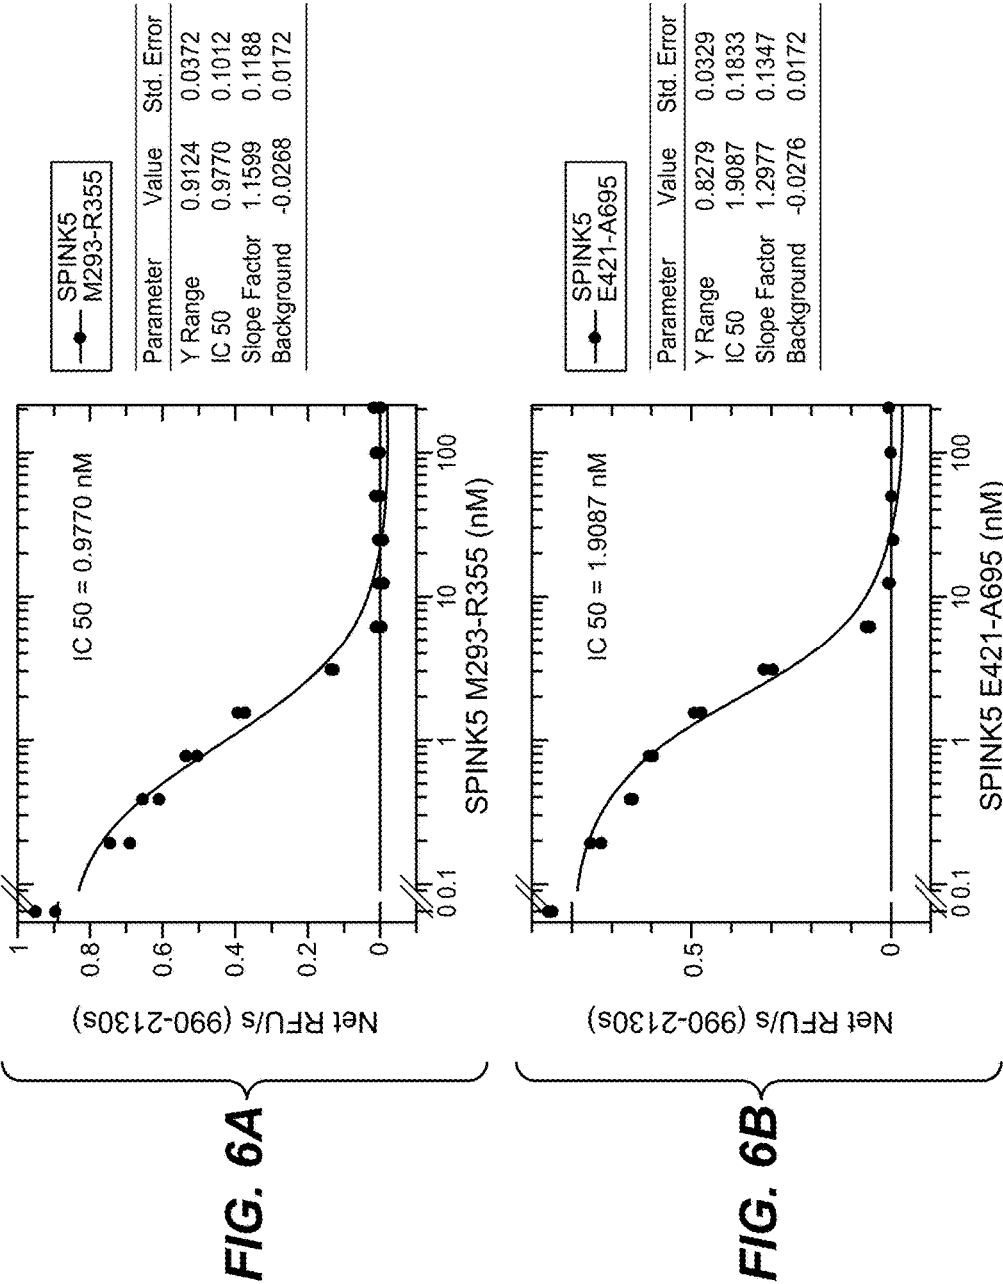 FIG. 6A
Net RFU/s (990-2130s)
1
0.8
0.6
0.4
0.2
0
IC 50 = 0.9770 nM
0 0.1 1 10 100
SPINK5 M293-R355 (nM)
SPINK5
M293-R355
Parameter Value Std. Error
Y Range 0.9124 0.0372
IC 50 0.9770 0.1012
Slope Factor 1.1599 0.1188
Background -0.0268 0.0172
FIG. 6B
Net RFU/s (990-2130s)
0.5
0
IC 50 = 1.9087 nM
0 0.1 1 10 100
SPINK5 E421-A695 (nM)
SPINK5
E421-A695
Parameter Value Std. Error
Y Range 0.8279 0.0329
IC 50 1.9087 0.1833
Slope Factor 1.2977 0.1347
Background -0.0276 0.0172